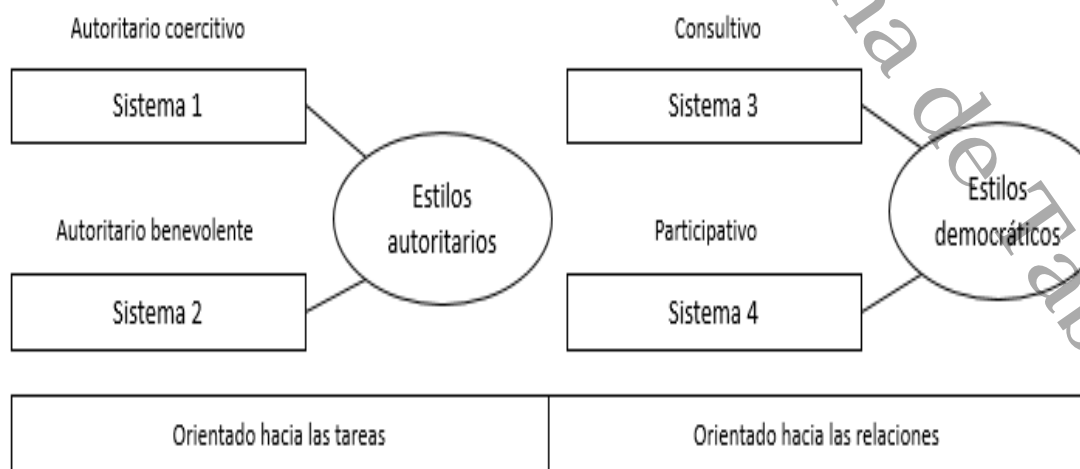 Autoritario coercitivo
Sistema 1
Autoritario benevolente
Sistema 2
Estilos
autoritarios
Consultivo
Sistema 3
Participativo
Sistema 4
Estilos
democráticos
Orientado hacia las tareas
Orientado hacia las relaciones
de